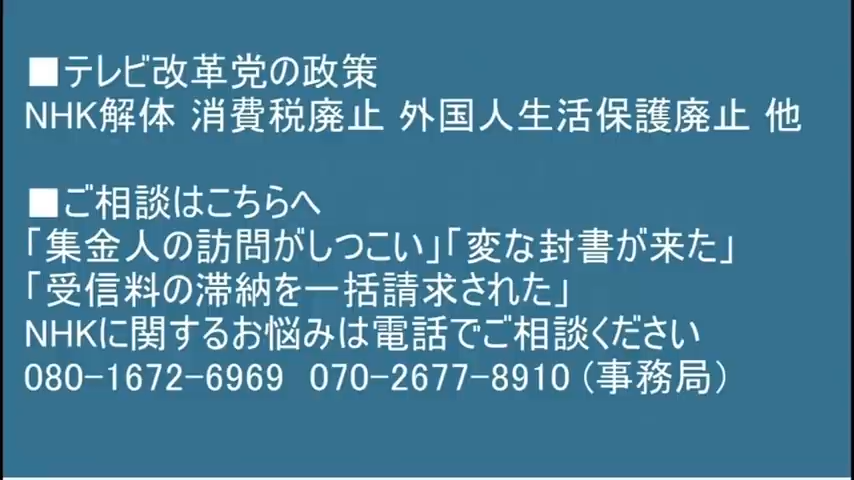 ■テレビ改革党の政策
NHK解体 消費税廃止 外国人生活保護廃止 他
■ご相談はこちらへ
「集金人の訪問がしつこい」「変な封書が来た」
「受信料の滞納を一括請求された」
NHKに関するお悩みは電話でご相談ください
080-1672-6969 070-2677-8910（事務局）